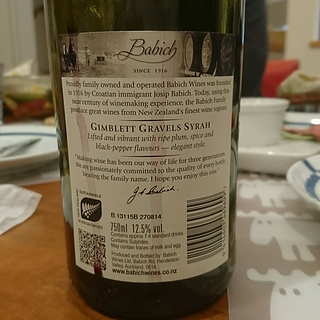 Babich
SINCE 1916
Proudly family owned and operated Babich Wines was founded
in 1916 by Croatian immigrant Josip Babich. Today, using this
near century of winemaking experience, the Babich Family
produce great wines from New Zealand's finest vineyards.
GIMBLETT GRAVELS SYRAH
Lifted and vibrant with ripe plum, spice and
black-pepper flavours — elegant style.
"Making wine has been our way of life for three generations.
We are passionately committed to the quality of every bottle
bearing the family name. I hope you enjoy this one."
SUSTAINABLE
B.13115B 270814
750ml 12.5% vol.
Contains approx 7.4 standard drinks.
Contains Sulphites.
May contain traces of milk and egg.
Produced and Bottled by Babich
Wines Ltd, Babich Rd, Henderson
Valley, Auckland, 0614.
www.babichwines.co.nz